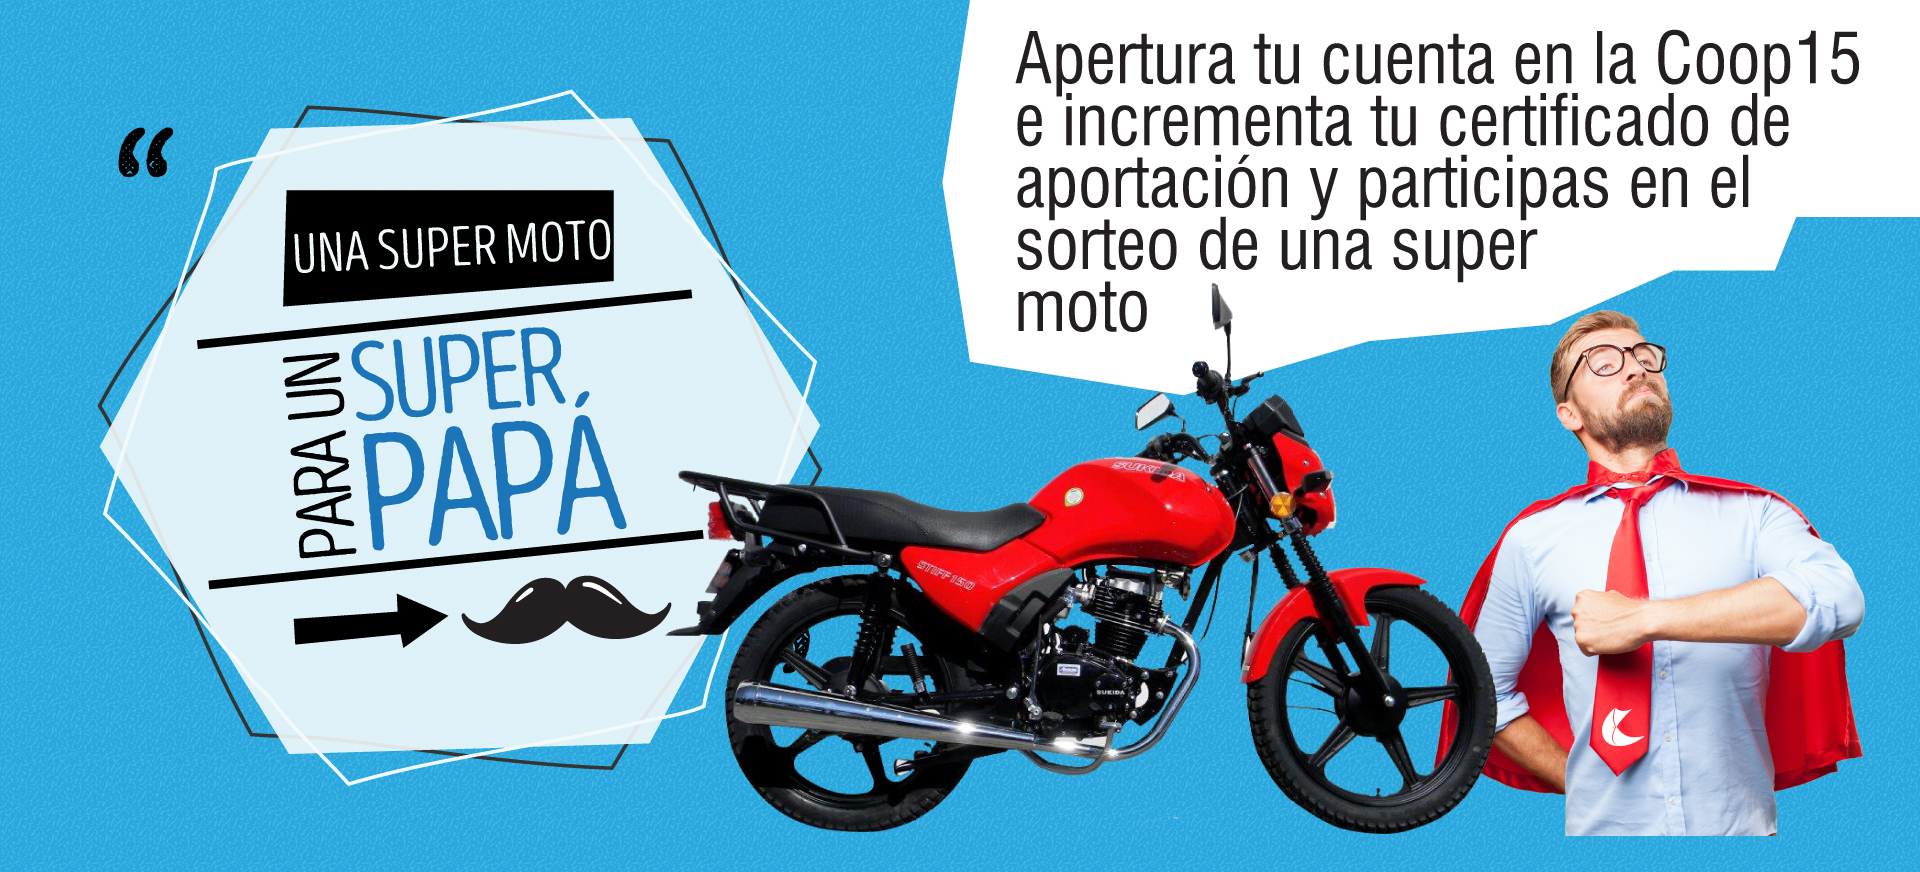 “
UNA SUPER MOTO
PARA UN
SUPER
PAPÁ
Apertura tu cuenta en la Coop15
e incrementa tu certificado de
aportación y participas en el
sorteo de una super
moto
SUKIDA
STIFF150
SUKIDA